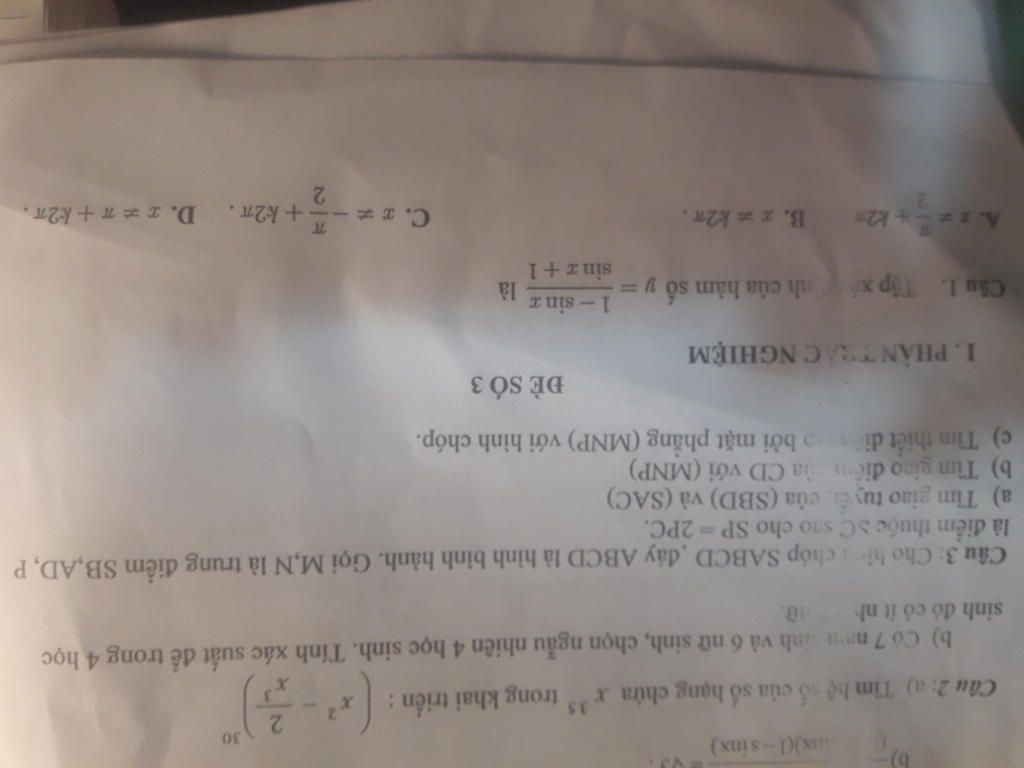 b) (1-sinx) = √3 .
Câu 2: a) Tìm hệ số của số hạng chứa x^35 trong khai triển : (x^2 - 2/x^3)^30
b) Có 7 nam sinh và 6 nữ sinh, chọn ngẫu nhiên 4 học sinh. Tính xác suất để trong 4 học
sinh đó có ít nữ.
Câu 3: Cho hình chóp SABCD ,đáy ABCD là hình bình hành. Gọi M,N là trung điểm SB,AD, P
là điểm thuộc SC sao cho SP = 2PC.
a) Tìm giao tuyến của (SBD) và (SAC)
b) Tìm giao điểm của CD với (MNP)
c) Tìm thiết bởi mặt phẳng (MNP) với hình chóp.
ĐỀ SỐ 3
I. PHẦN TRẮC NGHIỆM
Câu 1. Tập của hàm số y = (1 - sin x)/(sin x + 1) là
A. x ≠ π/2 + k2π B. x ≠ k2π . C. x ≠ -π/2 + k2π . D. x ≠ π + k2π .